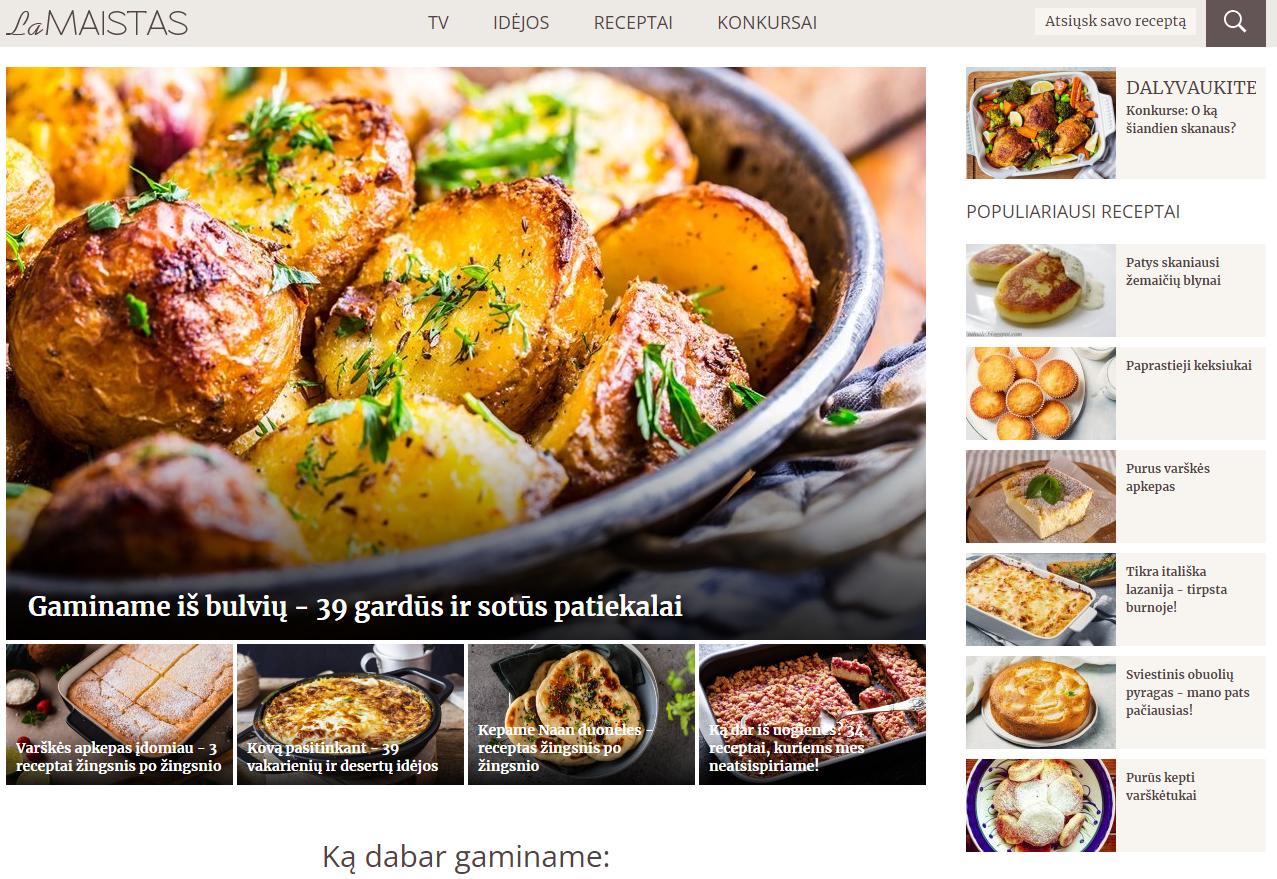 LaMAISTAS
TV
IDĖJOS
RECEPTAI
KONKURSAI
Atsiųsk savo receptą
Gaminame iš bulvių - 39 gardūs ir sotūs patiekalai
Varškės apkepas įdomiau - 3
receptai žingsnis po žingsnio
Kovą pasitinkant - 39
vakarienių ir desertų idėjos
Kepame Naan duoneles -
receptas žingsnis po
žingsnio
Ką dar iš uogienės? 34
receptai, kuriems mes
neatsispiriame!
Ką dabar gaminame:
DALYVAUKITE
Konkurse: O ką
šiandien skanaus?
POPULIARIAUSI RECEPTAI
Patys skaniausi
žemaičių blynai
Paprastieji keksiukai
Purus varškės
apkepas
Tikra itališka
lazanija - tirpsta
burnoje!
Sviestinis obuolių
pyragas - mano pats
pačiausias!
Purūs kepti
varškėtukai